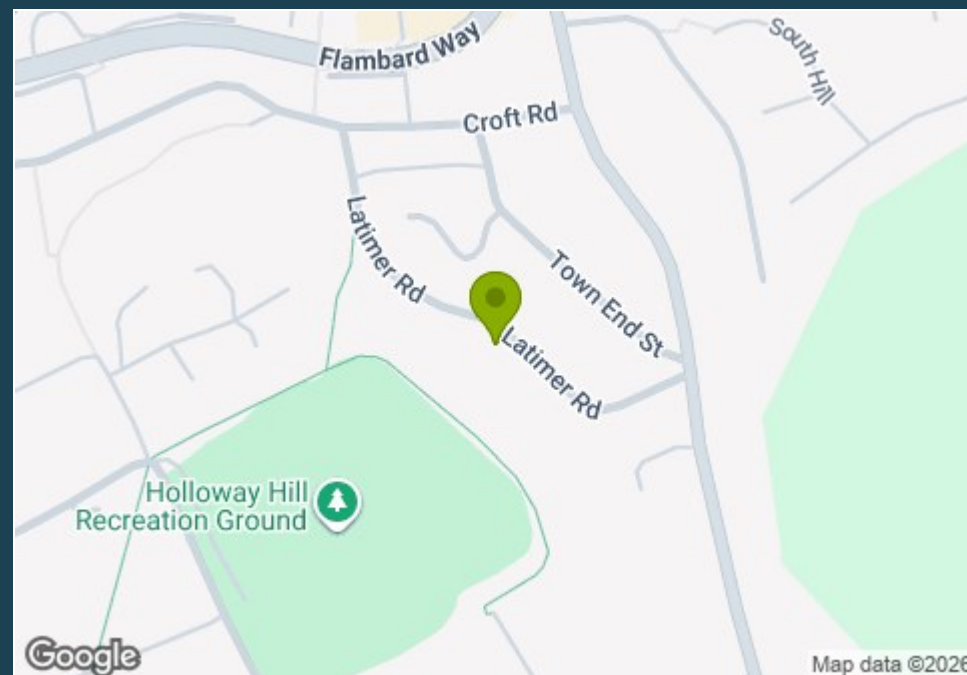 Flambard Way
South Hill
Croft Rd
Latimer Rd
Town End St
Latimer Rd
Holloway Hill
Recreation Ground
Google
Map data ©2026